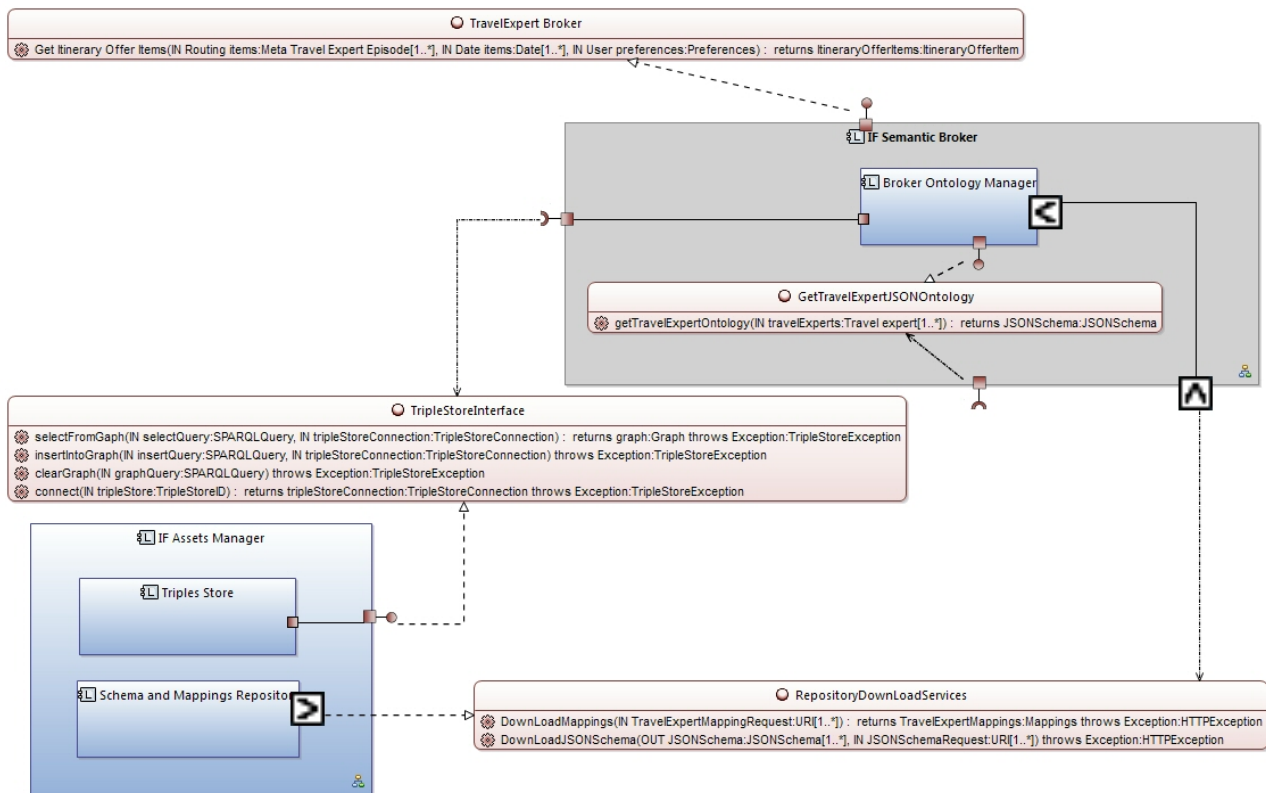 TravelExpert Broker
Get Itinerary Offer Items(IN Routing items:Meta Travel Expert Episode[1..*], IN Date items:Date[1..*], IN User preferences:Preferences) : returns ItineraryOfferItems:ItineraryOfferItem
IF Semantic Broker
Broker Ontology Manager
GetTravelExpertJSONOntology
getTravelExpertOntology(IN travelExperts:Travel expert[1..*]) : returns JSONSchema:JSONSchema
TripleStoreInterface
selectFromGaph(IN selectQuery:SPARQLQuery, IN tripleStoreConnection:TripleStoreConnection) : returns graph:Graph throws Exception:TripleStoreException
insertIntoGraph(IN insertQuery:SPARQLQuery, IN tripleStoreConnection:TripleStoreConnection) throws Exception:TripleStoreException
clearGraph(IN graphQuery:SPARQLQuery) throws Exception:TripleStoreException
connect(IN tripleStore:TripleStoreID) : returns tripleStoreConnection:TripleStoreConnection throws Exception:TripleStoreException
IF Assets Manager
Triples Store
Schema and Mappings Repositor
RepositoryDownLoadServices
DownLoadMappings(IN TravelExpertMappingRequest:URI[1..*]) : returns TravelExpertMappings:Mappings throws Exception:HTTPException
DownLoadJSONSchema(OUT JSONSchema:JSONSchema[1..*], IN JSONSchemaRequest:URI[1..*]) throws Exception:HTTPException